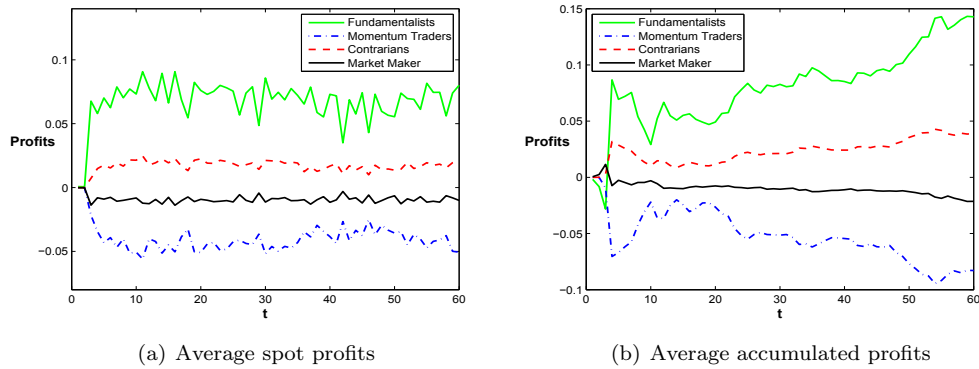 Fundamentalists
Momentum Traders
Contrarians
Market Maker
0.1
0.05
0
−0.05
Profits
0 10 20 30 40 50 60
t
(a) Average spot profits
Fundamentalists
Momentum Traders
Contrarians
Market Maker
0.15
0.1
0.05
0
−0.05
−0.1
Profits
0 10 20 30 40 50 60
t
(b) Average accumulated profits